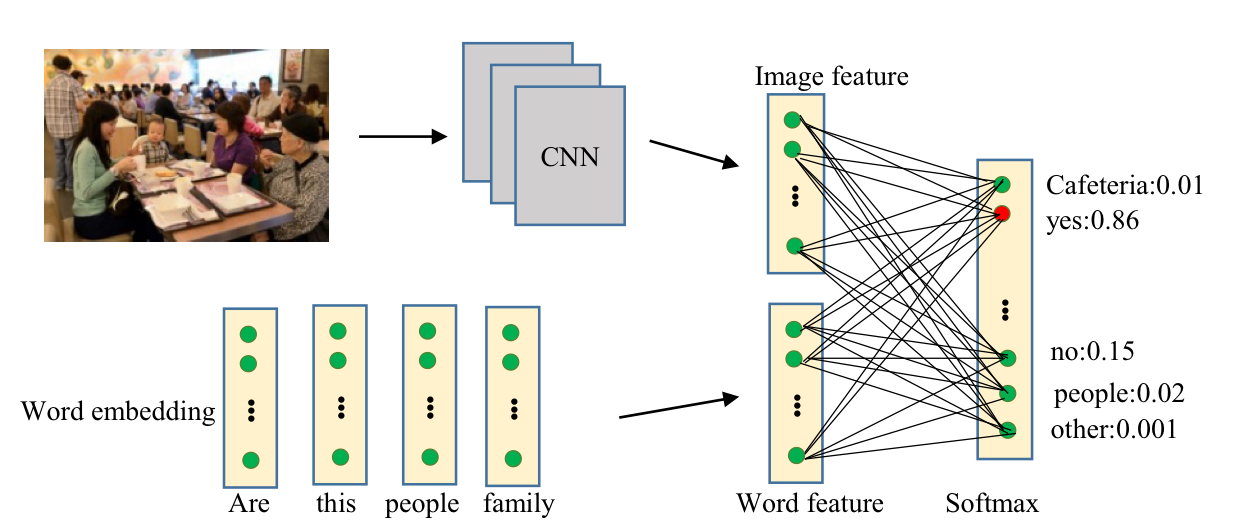 Image feature
CNN
Cafeteria:0.01
yes:0.86
no:0.15
people:0.02
other:0.001
Word embedding
Are this people family
Word feature
Softmax